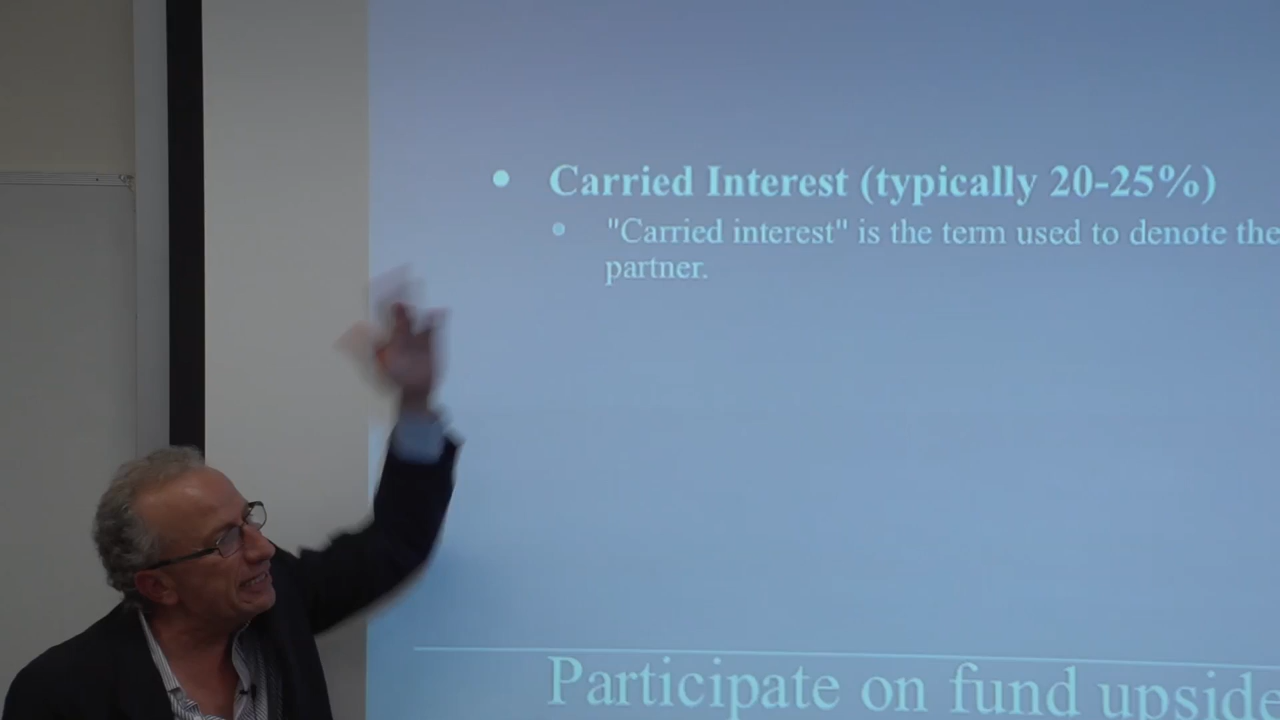 • Carried Interest (typically 20-25%)
• "Carried interest" is the term used to denote the
partner.
Participate on fund upside